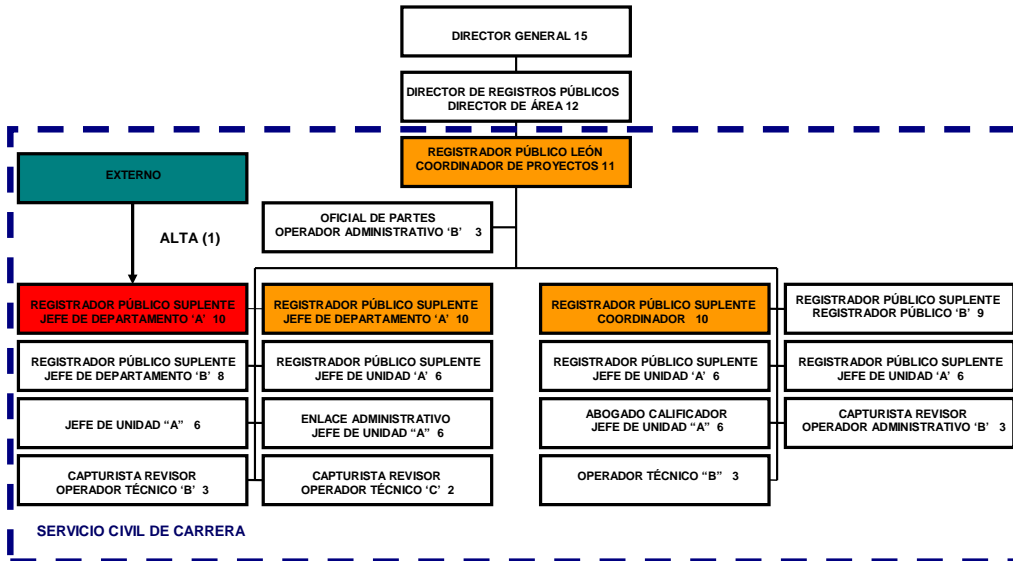 DIRECTOR GENERAL 15
DIRECTOR DE REGISTROS PÚBLICOS
DIRECTOR DE ÁREA 12
REGISTRADOR PÚBLICO LEÓN
COORDINADOR DE PROYECTOS 11
EXTERNO
ALTA (1)
OFICIAL DE PARTES
OPERADOR ADMINISTRATIVO ‘B’ 3
REGISTRADOR PÚBLICO SUPLENTE
JEFE DE DEPARTAMENTO ‘A’ 10
REGISTRADOR PÚBLICO SUPLENTE
JEFE DE DEPARTAMENTO ‘A’ 10
REGISTRADOR PÚBLICO SUPLENTE
COORDINADOR 10
REGISTRADOR PÚBLICO SUPLENTE
REGISTRADOR PÚBLICO ‘B’ 9
REGISTRADOR PÚBLICO SUPLENTE
JEFE DE DEPARTAMENTO ‘B’ 8
REGISTRADOR PÚBLICO SUPLENTE
JEFE DE UNIDAD ‘A’ 6
REGISTRADOR PÚBLICO SUPLENTE
JEFE DE UNIDAD ‘A’ 6
REGISTRADOR PÚBLICO SUPLENTE
JEFE DE UNIDAD ‘A’ 6
JEFE DE UNIDAD “A” 6
ENLACE ADMINISTRATIVO
JEFE DE UNIDAD “A” 6
ABOGADO CALIFICADOR
JEFE DE UNIDAD “A” 6
CAPTURISTA REVISOR
OPERADOR ADMINISTRATIVO ‘B’ 3
CAPTURISTA REVISOR
OPERADOR TÉCNICO ‘B’ 3
CAPTURISTA REVISOR
OPERADOR TÉCNICO ‘C’ 2
OPERADOR TÉCNICO “B” 3
SERVICIO CIVIL DE CARRERA